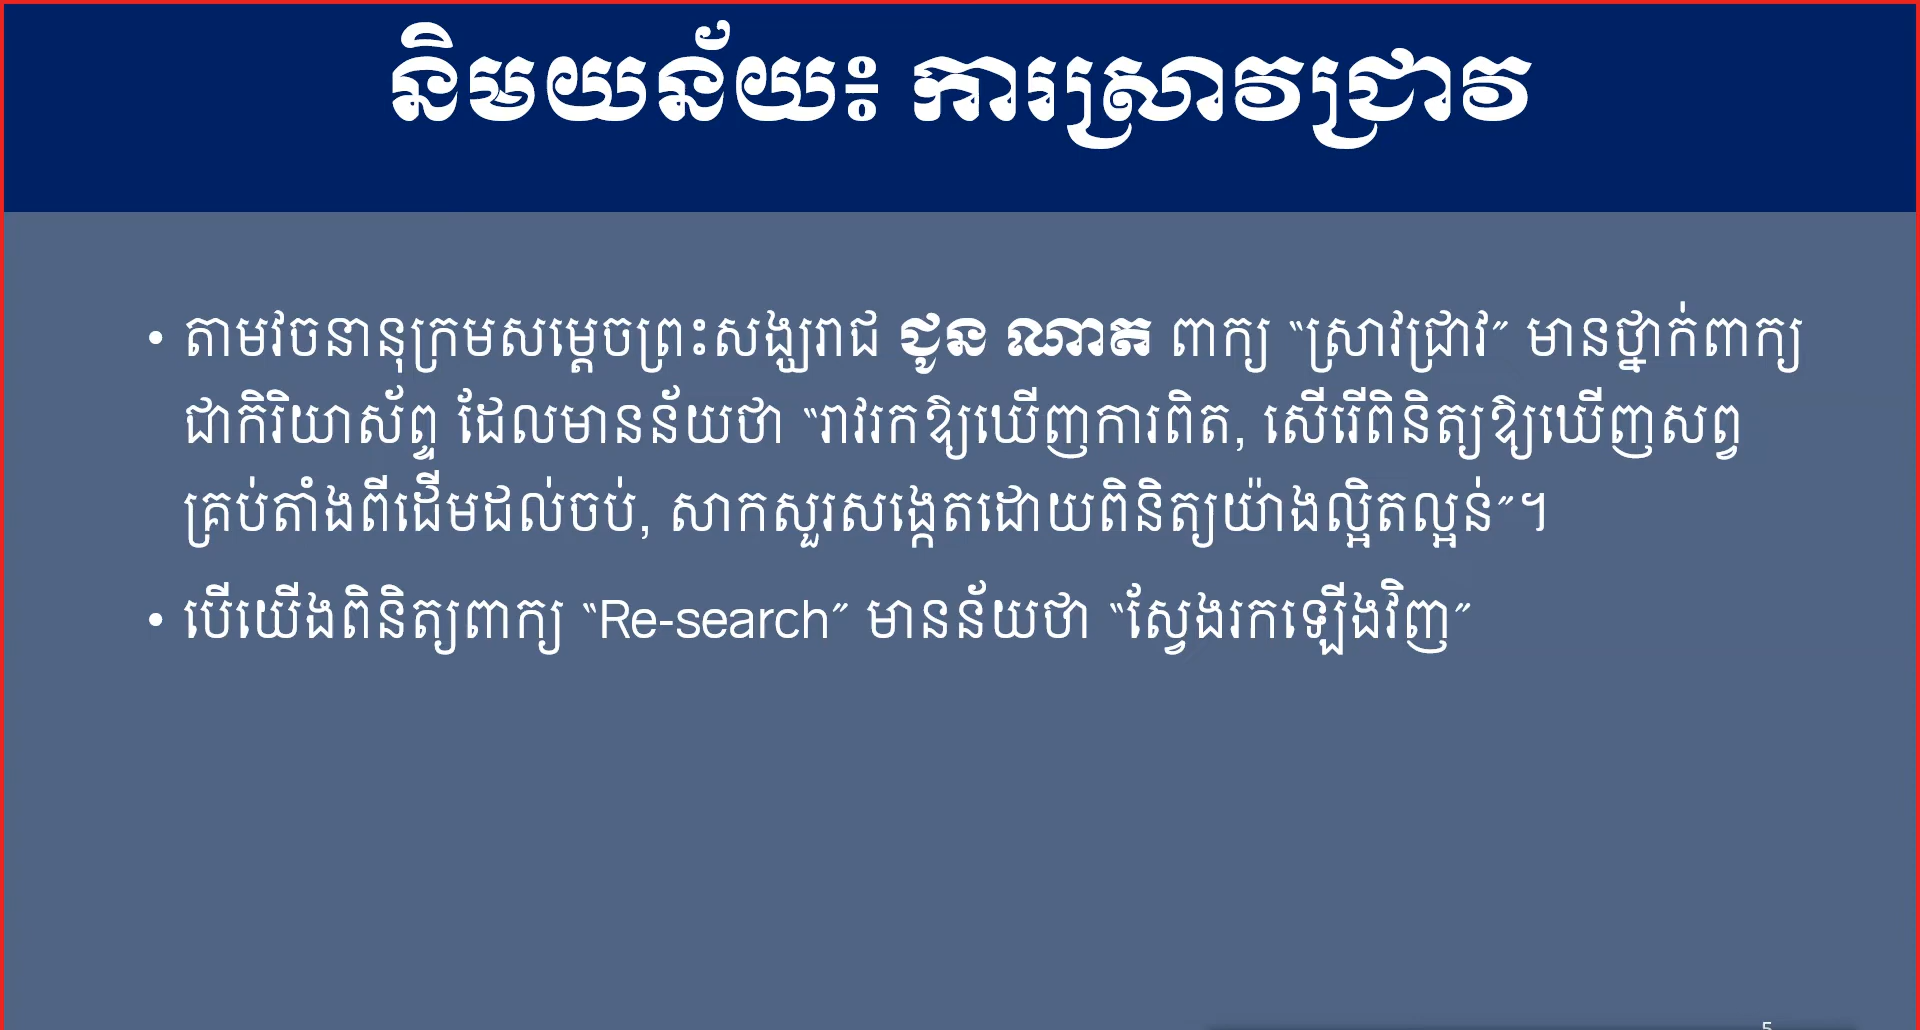 និមយន័យ៖ ការស្រាវជ្រាវ
• តាមវចនានុក្រមសម្តេចព្រះសង្ឃរាជ ជូន ណាត ពាក្យ “ស្រាវជ្រាវ” មានថ្នាក់ពាក្យ
ជាកិរិយាស័ព្ទ ដែលមានន័យថា “រាវរកឱ្យឃើញការពិត, សើរើពិនិត្យឱ្យឃើញសព្វ
គ្រប់តាំងពីដើមដល់ចប់, សាកសួរសង្កេតដោយពិនិត្យយ៉ាងល្អិតល្អន់”។
• បើយើងពិនិត្យពាក្យ “Re-search” មានន័យថា “ស្វែងរកឡើងវិញ”
5